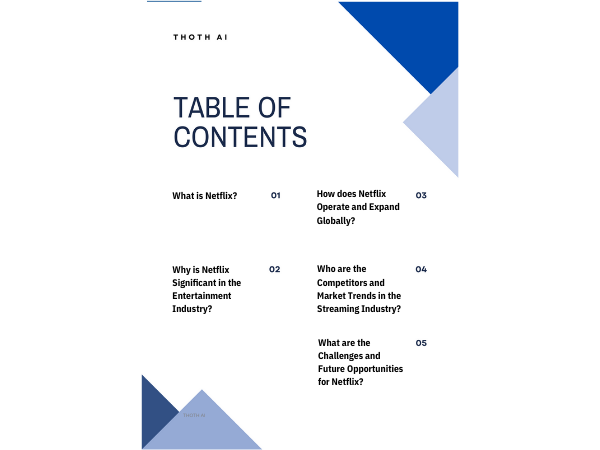 THOTH AI
TABLE OF
CONTENTS
What is Netflix? 01
Why is Netflix 02
Significant in the
Entertainment
Industry?
How does Netflix 03
Operate and Expand
Globally?
Who are the 04
Competitors and
Market Trends in the
Streaming Industry?
What are the 05
Challenges and
Future Opportunities
for Netflix?
THOTH AI